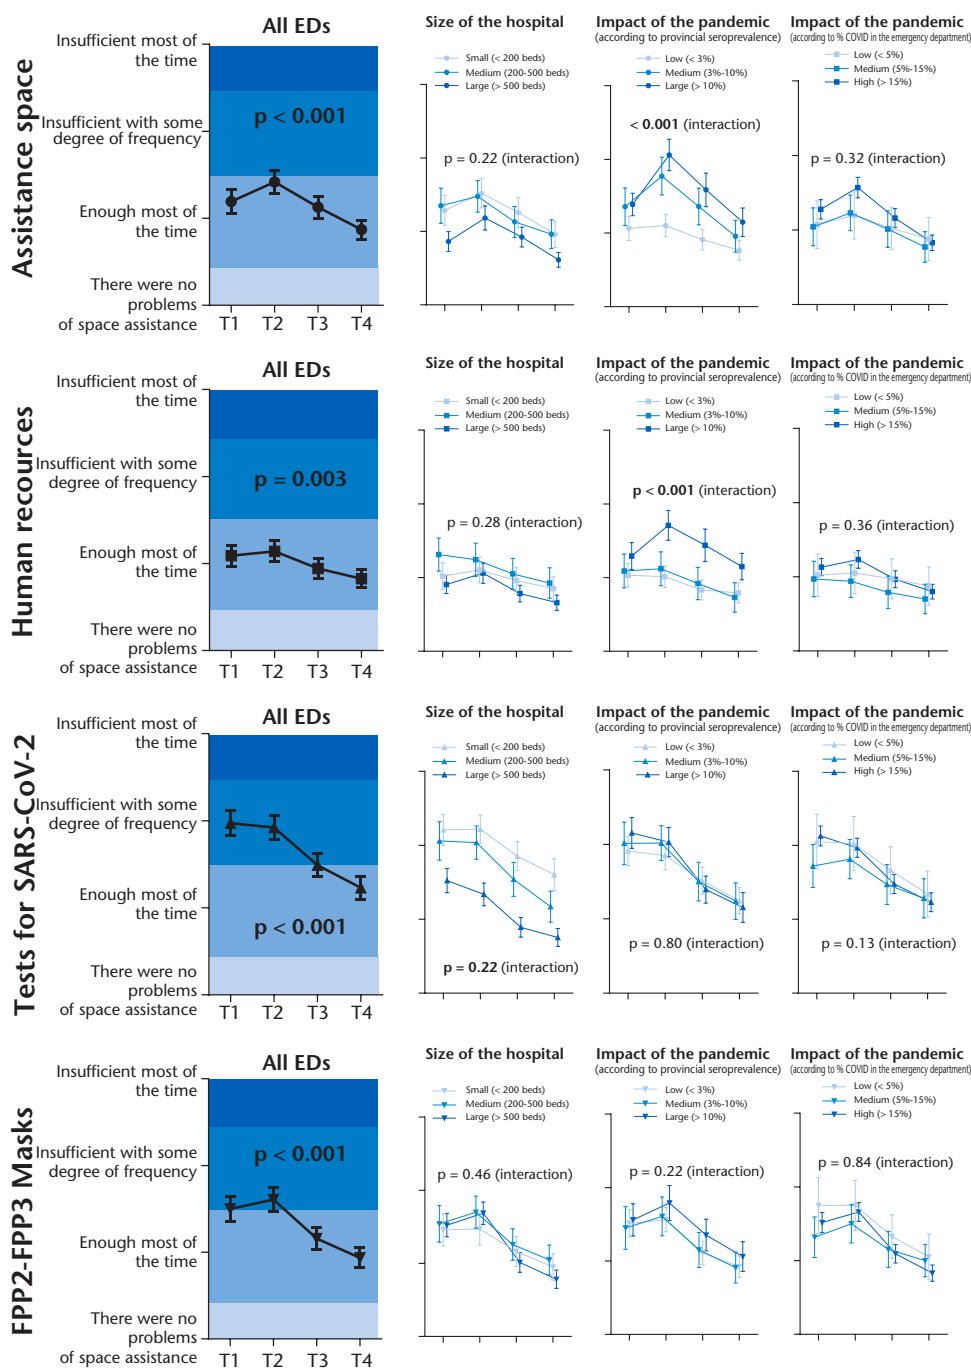 Assistance space
All EDs
Insufficient most of
the time
Insufficient with some
degree of frequency
Enough most of
the time
There were no
problems
of space assistance
p < 0.001
T1 T2 T3 T4
Size of the hospital
Small (< 200 beds)
Medium (200-500 beds)
Large (> 500 beds)
p = 0.22 (interaction)
Impact of the pandemic
(according to provincial seroprevalence)
Low (< 3%)
Medium (3%-10%)
Large (> 10%)
< 0.001 (interaction)
Impact of the pandemic
(according to % COVID in the emergency department)
Low (< 5%)
Medium (5%-15%)
High (> 15%)
p = 0.32 (interaction)
Human recources
All EDs
Insufficient most of
the time
Insufficient with some
degree of frequency
Enough most of
the time
There were no
problems
of space assistance
p = 0.003
T1 T2 T3 T4
Size of the hospital
Small (< 200 beds)
Medium (200-500 beds)
Large (> 500 beds)
p = 0.28 (interaction)
Impact of the pandemic
(according to provincial seroprevalence)
Low (< 3%)
Medium (3%-10%)
Large (> 10%)
p < 0.001 (interaction)
Impact of the pandemic
(according to % COVID in the emergency department)
Low (< 5%)
Medium (5%-15%)
High (> 15%)
p = 0.36 (interaction)
Tests for SARS-CoV-2
All EDs
Insufficient most of
the time
Insufficient with some
degree of frequency
Enough most of
the time
There were no
problems
of space assistance
p < 0.001
T1 T2 T3 T4
Size of the hospital
Small (< 200 beds)
Medium (200-500 beds)
Large (> 500 beds)
p = 0.22 (interaction)
Impact of the pandemic
(according to provincial seroprevalence)
Low (< 3%)
Medium (3%-10%)
Large (> 10%)
p = 0.80 (interaction)
Impact of the pandemic
(according to % COVID in the emergency department)
Low (< 5%)
Medium (5%-15%)
High (> 15%)
p = 0.13 (interaction)
FPP2-FPP3 Masks
All EDs
Insufficient most of
the time
Insufficient with some
degree of frequency
Enough most of
the time
There were no
problems
of space assistance
p < 0.001
T1 T2 T3 T4
Size of the hospital
Small (< 200 beds)
Medium (200-500 beds)
Large (> 500 beds)
p = 0.46 (interaction)
Impact of the pandemic
(according to provincial seroprevalence)
Low (< 3%)
Medium (3%-10%)
Large (> 10%)
p = 0.22 (interaction)
Impact of the pandemic
(according to % COVID in the emergency department)
Low (< 5%)
Medium (5%-15%)
High (> 15%)
p = 0.84 (interaction)